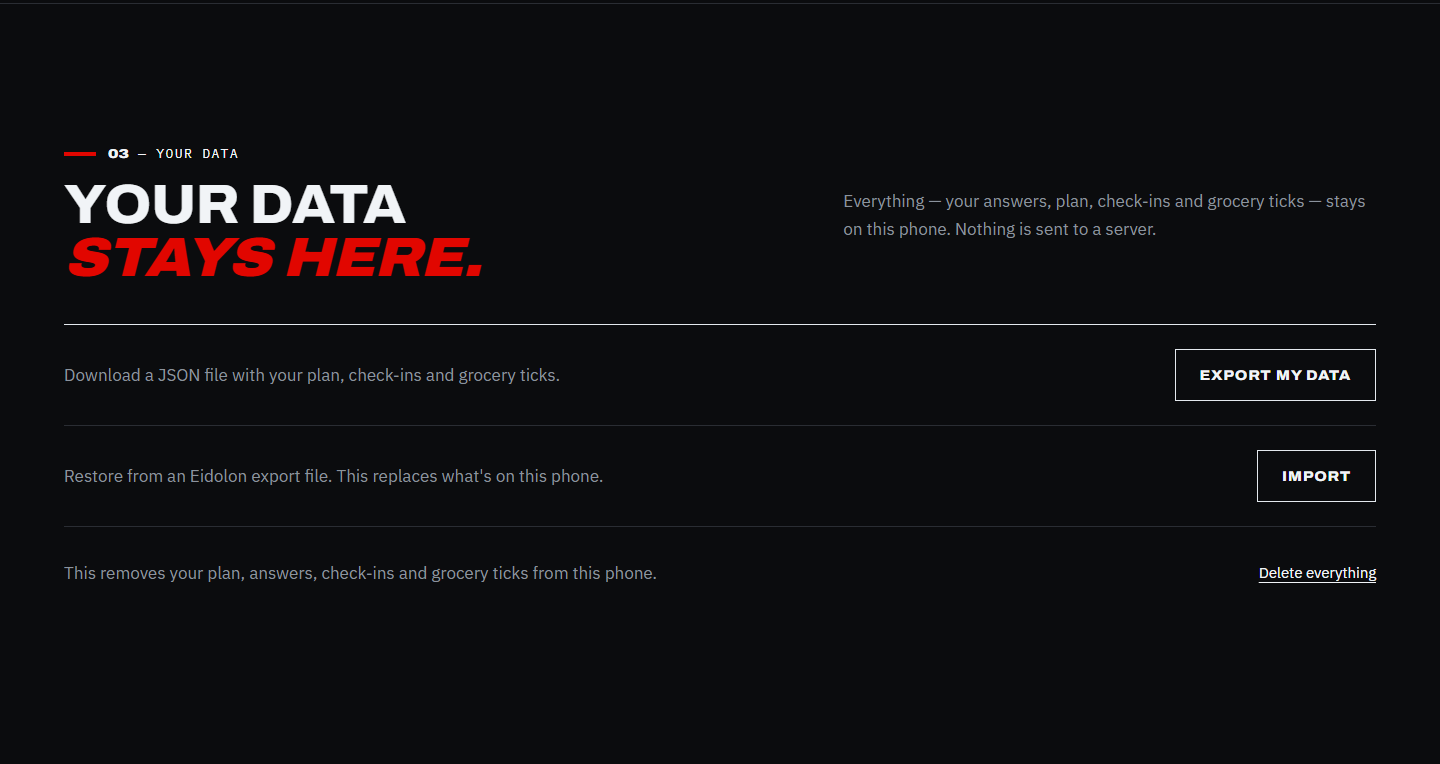 03 — YOUR DATA
YOUR DATA
STAYS HERE.
Everything — your answers, plan, check-ins and grocery ticks — stays
on this phone. Nothing is sent to a server.
Download a JSON file with your plan, check-ins and grocery ticks.
EXPORT MY DATA
Restore from an Eidolon export file. This replaces what's on this phone.
IMPORT
This removes your plan, answers, check-ins and grocery ticks from this phone.
Delete everything